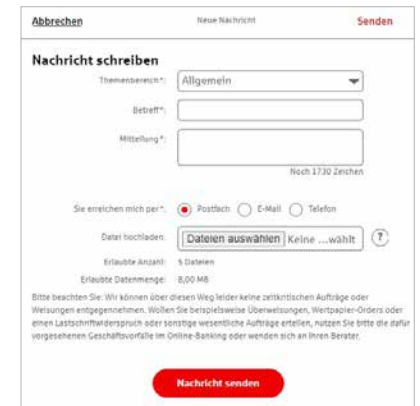 Abbrechen Neue Nachricht Senden
Nachricht schreiben
Themenbereich*: Allgemein
Betreff*:
Mitteilung*:
Noch 1730 Zeichen
Sie erreichen mich per*: Postfach E-Mail Telefon
Datei hochladen: Dateien auswählen Keine ...wählt ?
Erlaubte Anzahl: 5 Dateien
Erlaubte Datenmenge: 8,00 MB
Bitte beachten Sie: Wir können über diesen Weg leider keine zeitkritischen Aufträge oder
Weisungen entgegennehmen. Wollen Sie beispielsweise Überweisungen, Wertpapier-Orders oder
einen Lastschriftwiderspruch oder sonstige wesentliche Aufträge erteilen, nutzen Sie bitte die dafür
vorgesehenen Geschäftsvorfälle im Online-Banking oder wenden sich an Ihren Berater.
Nachricht senden